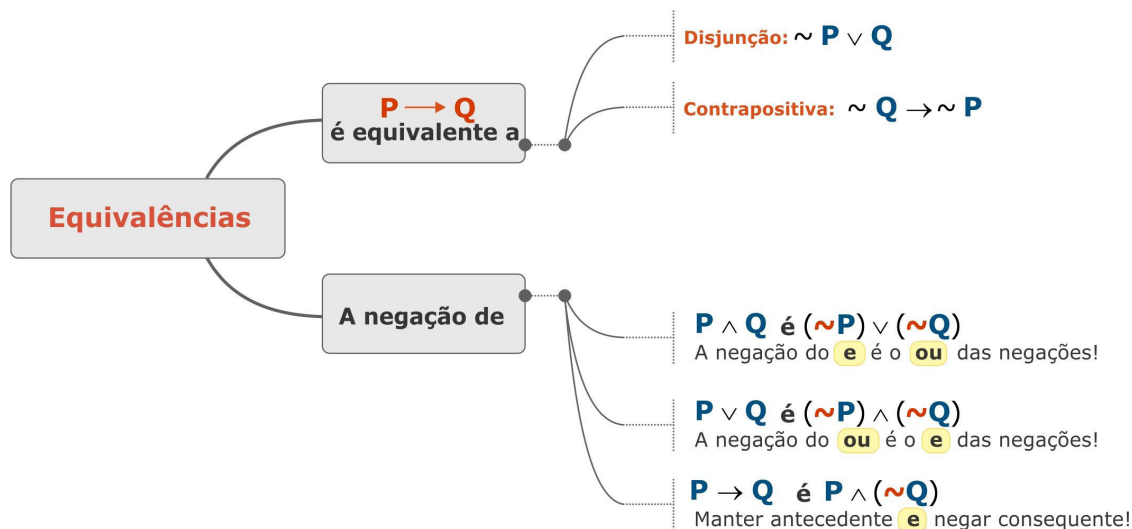 Equivalências
P → Q
é equivalente a
Disjunção: ~ P ∨ Q
Contrapositiva: ~ Q → ~ P
A negação de
P ∧ Q é (~P) ∨ (~Q)
A negação do e é o ou das negações!
P ∨ Q é (~P) ∧ (~Q)
A negação do ou é o e das negações!
P → Q é P ∧ (~Q)
Manter antecedente e negar consequente!